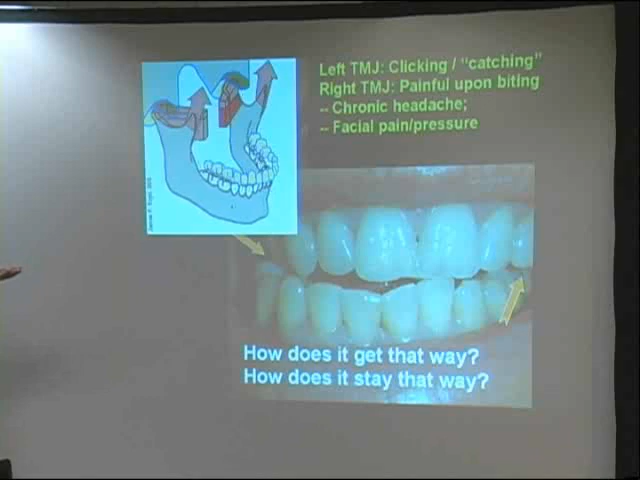 Left TMJ: Clicking / “catching”
Right TMJ: Painful upon biting
-- Chronic headache;
-- Facial pain/pressure
How does it get that way?
How does it stay that way?